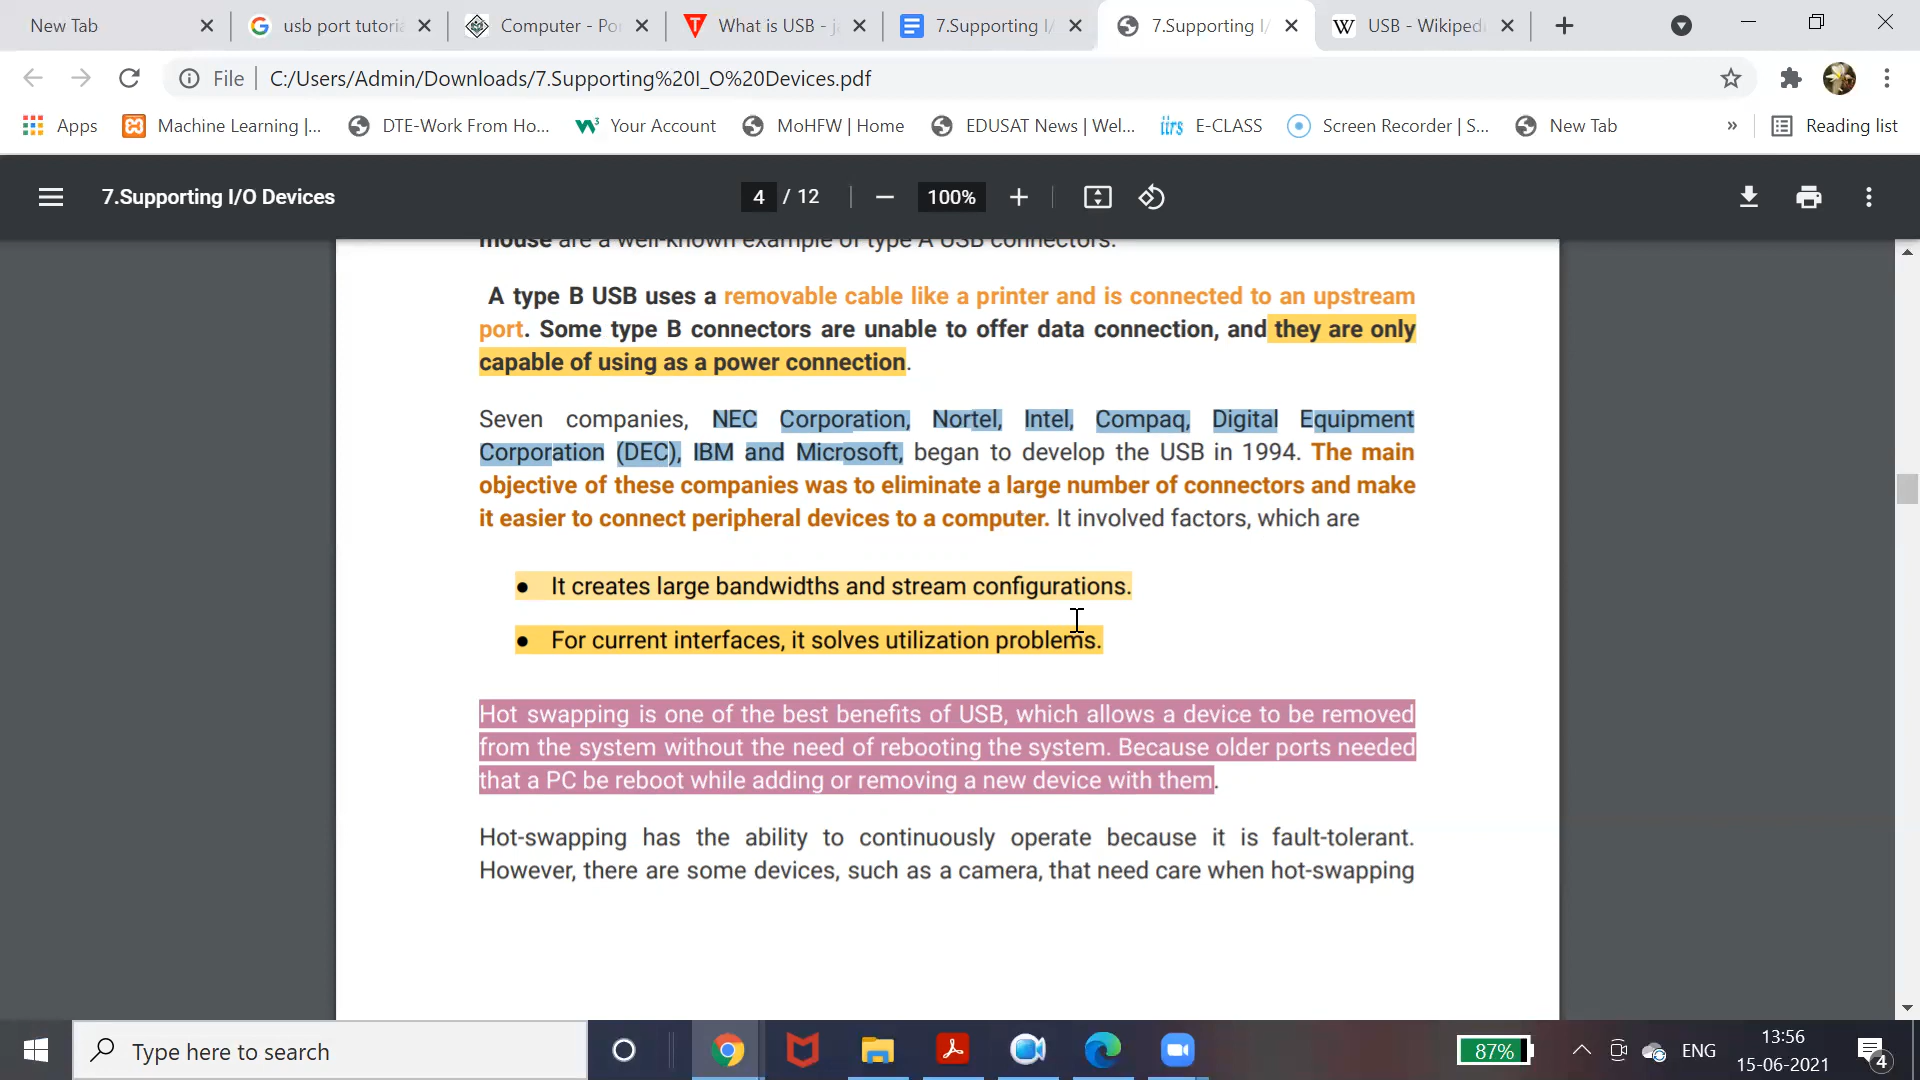 New Tab
usb port tutoria
Computer - Po
What is USB - ja
7.Supporting I/
7.Supporting I/
USB - Wikiped
File
C:/Users/Admin/Downloads/7.Supporting%20I_O%20Devices.pdf
Apps
Machine Learning |...
DTE-Work From Ho...
Your Account
MoHFW | Home
EDUSAT News | Wel...
E-CLASS
Screen Recorder | S...
New Tab
»
Reading list
7.Supporting I/O Devices
4 / 12
100%
mouse are a well-known example of type A USB connectors.
A type B USB uses a removable cable like a printer and is connected to an upstream
port. Some type B connectors are unable to offer data connection, and they are only
capable of using as a power connection.
Seven companies, NEC Corporation, Nortel, Intel, Compaq, Digital Equipment
Corporation (DEC), IBM and Microsoft, began to develop the USB in 1994. The main
objective of these companies was to eliminate a large number of connectors and make
it easier to connect peripheral devices to a computer. It involved factors, which are
● It creates large bandwidths and stream configurations.
● For current interfaces, it solves utilization problems.
Hot swapping is one of the best benefits of USB, which allows a device to be removed
from the system without the need of rebooting the system. Because older ports needed
that a PC be reboot while adding or removing a new device with them.
Hot-swapping has the ability to continuously operate because it is fault-tolerant.
However, there are some devices, such as a camera, that need care when hot-swapping
Type here to search
87%
ENG
13:56
15-06-2021
4